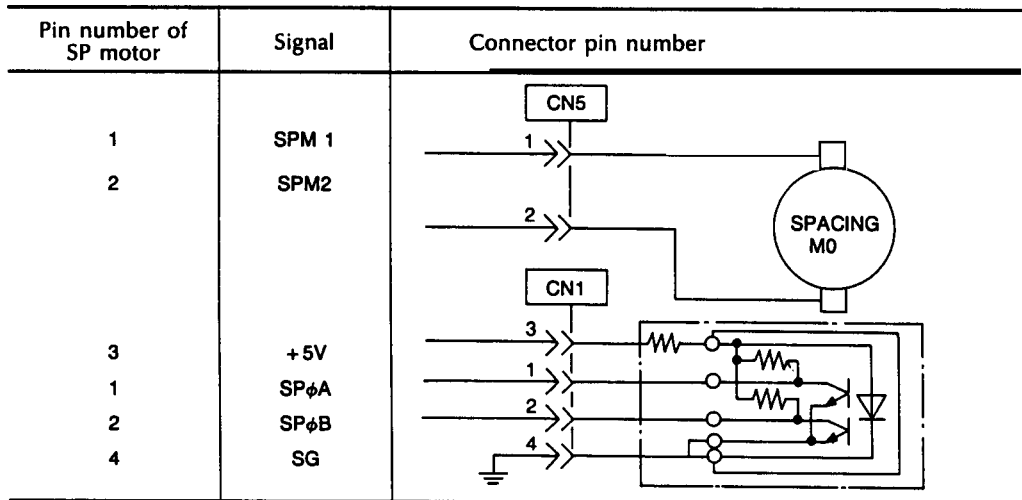 Pin number of
SP motor
Signal
Connector pin number
CN5
1 SPM 1 1
2 SPM2
2
SPACING
M0
CN1
3 +5V 3
1 SPφA 1
2 SPφB 2
4 SG 4